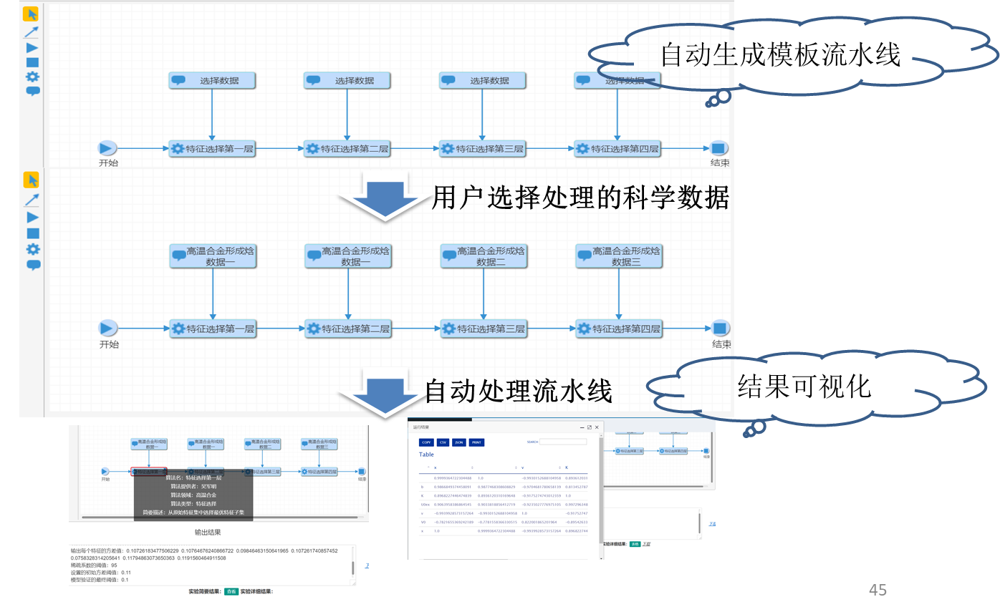 自动生成模板流水线
选择数据 选择数据 选择数据 选择数据
特征选择第一层 特征选择第二层 特征选择第三层 特征选择第四层
开始 结束
用户选择处理的科学数据
高温合金形成焓 高温合金形成焓 高温合金形成焓 高温合金形成焓
数据一 数据一 数据二 数据三
特征选择第一层 特征选择第二层 特征选择第三层 特征选择第四层
开始 结束
自动处理流水线
结果可视化
高温合金形成焓 高温合金形成焓 高温合金形成焓 高温合金形成焓
数据一 数据一 数据二 数据三
特征选择第一层 特征选择第二层 特征选择第三层 特征选择第四层
开始 结束
算法名：特征选择第一层
算法提供者：吴军明
算法领域：高温合金
算法类型：特征选择
简要描述：从原始特征集中选择最优特征子集
输出结果
输出每个特征的方差值：0.10726183477506229 0.10764676240866722 0.09846463150641965 0.107261740857452
0.0758328314205641 0.11794863073650363 0.1191560464911508
稀疏系数的阈值：95
设置的初始方差阈值：0.11
模型验证的最终阈值：0.1
实验简要结果： 查看 实验详细结果：
运行结果
COPY CSV JSON PRINT SEARCH:
Table
x v K
0.9999364722304488 1.0 -0.9930152688104958 0.893612031
b 0.9866849374458091 0.9877468308608829 -0.9704681780658139 0.813452787
K 0.8968227446474839 0.8936120319169648 -0.9175274743012359 1.0
v -0.9939928573157264 -0.9930152688104958 1.0 -0.91752747
V0 -0.7821655369242189 -0.7781558366330515 0.822001865201964 -0.89542633
x 1.0 0.9999364722304488 -0.9939928573157264 0.896822744
特征选择第三层 特征选择第四层
结束
下载
实验详细结果： 表格 下载
45